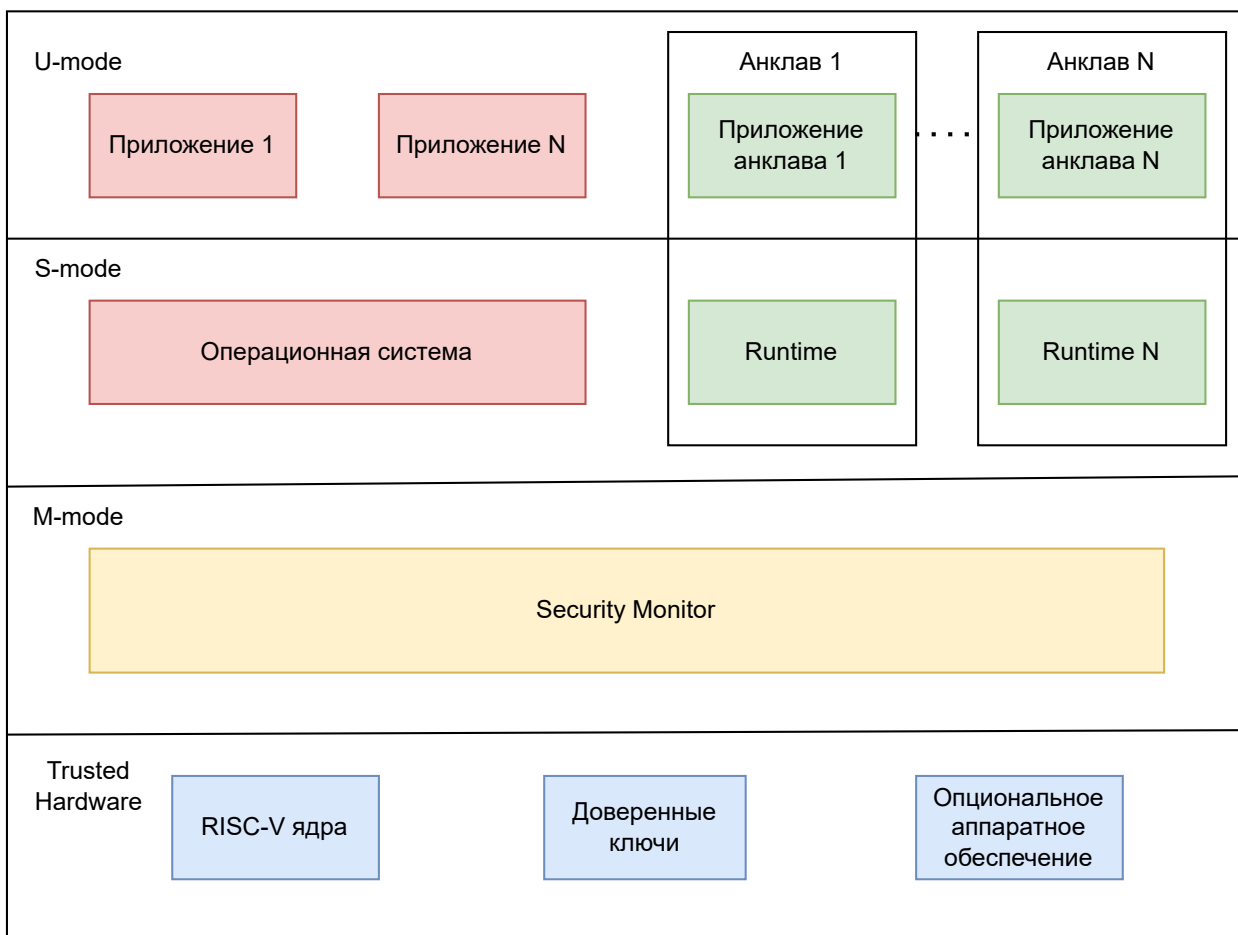 U-mode
Анклав 1
Анклав N
Приложение 1
Приложение N
Приложение
анклава 1
Приложение
анклава N
S-mode
Операционная система
Runtime
Runtime N
M-mode
Security Monitor
Trusted
Hardware
RISC-V ядра
Доверенные
ключи
Опциональное
аппаратное
обеспечение